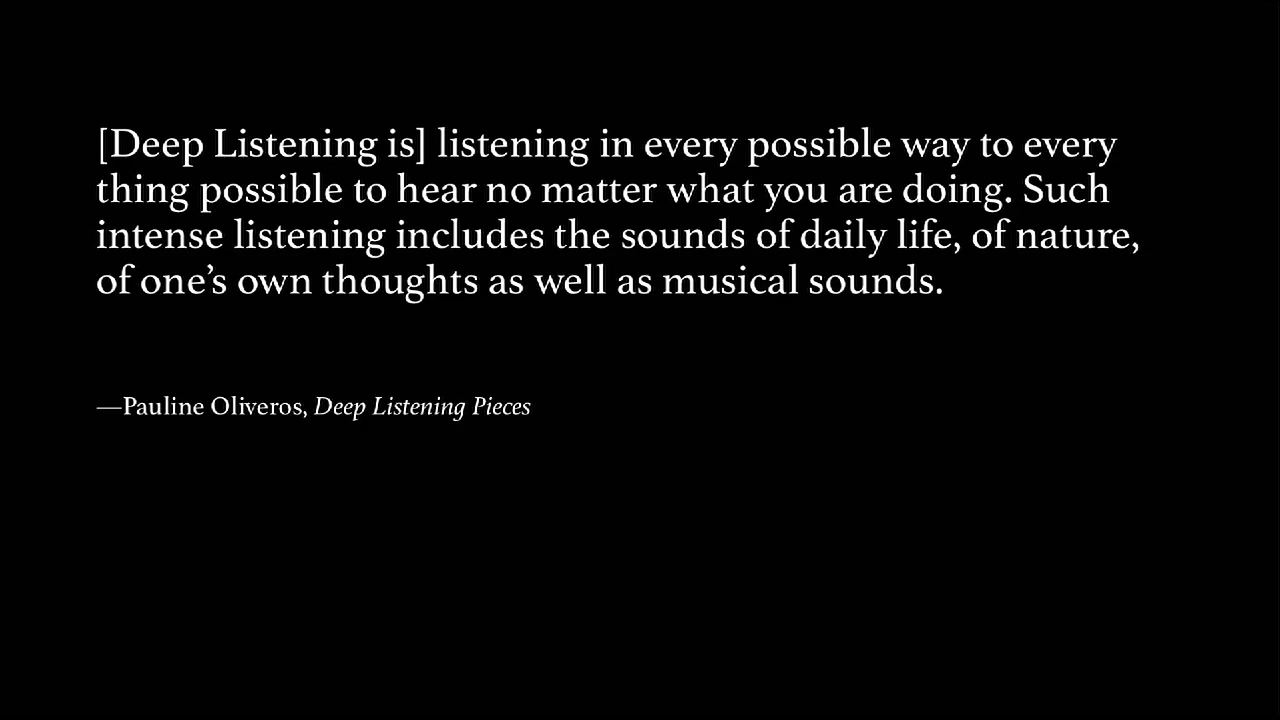 [Deep Listening is] listening in every possible way to every
thing possible to hear no matter what you are doing. Such
intense listening includes the sounds of daily life, of nature,
of one’s own thoughts as well as musical sounds.
—Pauline Oliveros, Deep Listening Pieces